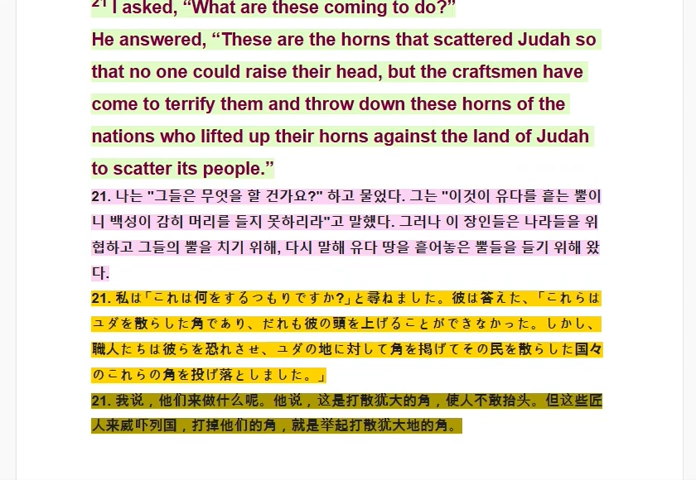 21 I asked, “What are these coming to do?”
He answered, “These are the horns that scattered Judah so
that no one could raise their head, but the craftsmen have
come to terrify them and throw down these horns of the
nations who lifted up their horns against the land of Judah
to scatter its people.”
21. 나는 "그들은 무엇을 할 건가요?" 하고 물었다. 그는 "이것이 유다를 흩는 뿔이
니 백성이 감히 머리를 들지 못하리라"고 말했다. 그러나 이 장인들은 나라들을 위
협하고 그들의 뿔을 치기 위해, 다시 말해 유다 땅을 흩어놓은 뿔들을 들기 위해 왔
다.
21. 私は「これは何をするつもりですか?」と尋ねました。彼は答えた、「これらは
ユダを散らした角であり、だれも彼の頭を上げることができなかった。しかし、
職人たちは彼らを恐れさせ、ユダの地に対して角を掲げてその民を散らした国々
のこれらの角を投げ落としました。」
21. 我说，他们来做什么呢。他说，这是打散犹大的角，使人不敢抬头。但这些匠
人来威吓列国，打掉他们的角，就是举起打散犹大地的角。